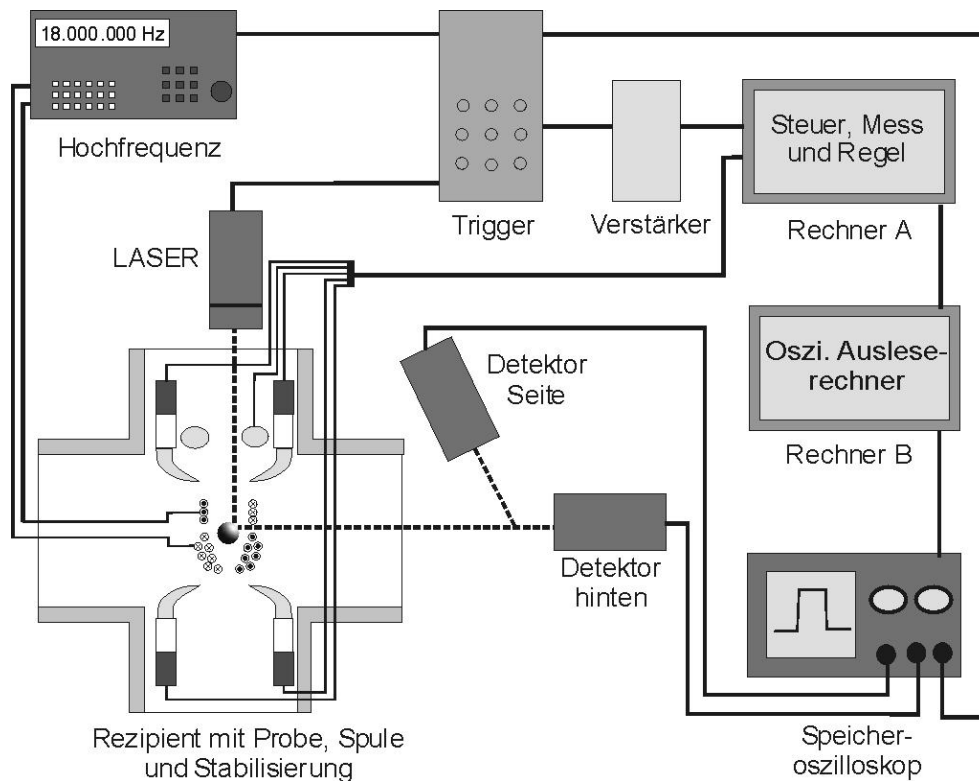 18.000.000 Hz
Hochfrequenz
Trigger
Verstärker
Steuer, Mess
und Regel
Rechner A
LASER
Detektor
Seite
Oszi. Auslese-
rechner
Rechner B
Detektor
hinten
Rezipient mit Probe, Spule
und Stabilisierung
Speicher-
oszilloskop